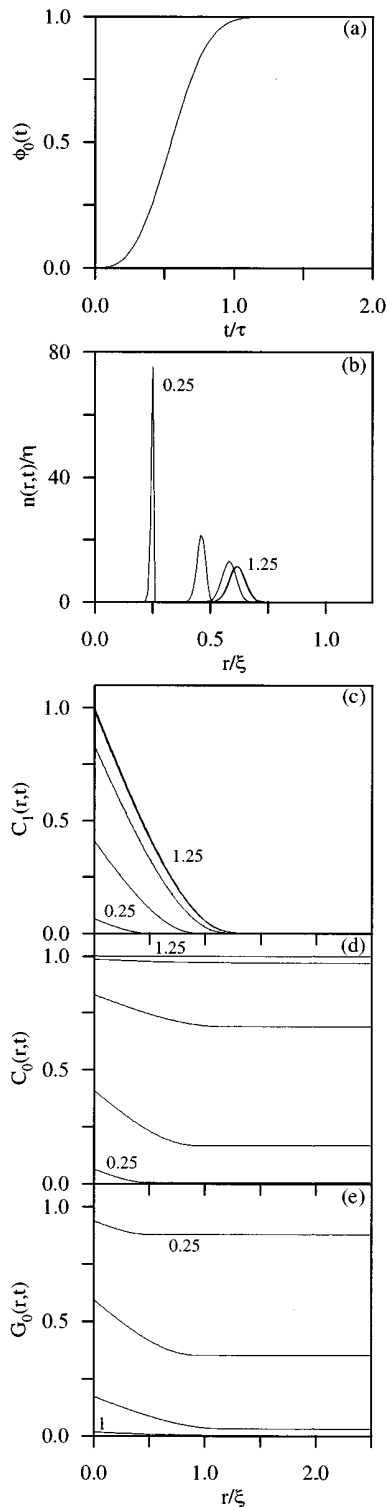 (a)
1.0
0.5
0.0
ϕ₀(t)
0.0 1.0 2.0
t/τ
(b)
80
40
0
n(r,t)/η
0.25
1.25
0.0 0.5 1.0
r/ξ
(c)
1.0
0.5
0.0
C₁(r,t)
1.25
0.25
(d)
1.0
0.5
0.0
C₀(r,t)
1.25
0.25
(e)
1.0
0.5
0.0
G₀(r,t)
0.25
1
0.0 1.0 2.0
r/ξ